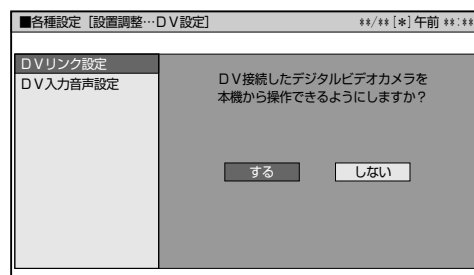 ■各種設定［設置調整…ＤＶ設定］ **/**[*]午前 **:**
ＤＶリンク設定
ＤＶ入力音声設定
ＤＶ接続したデジタルビデオカメラを
本機から操作できるようにしますか？
する しない